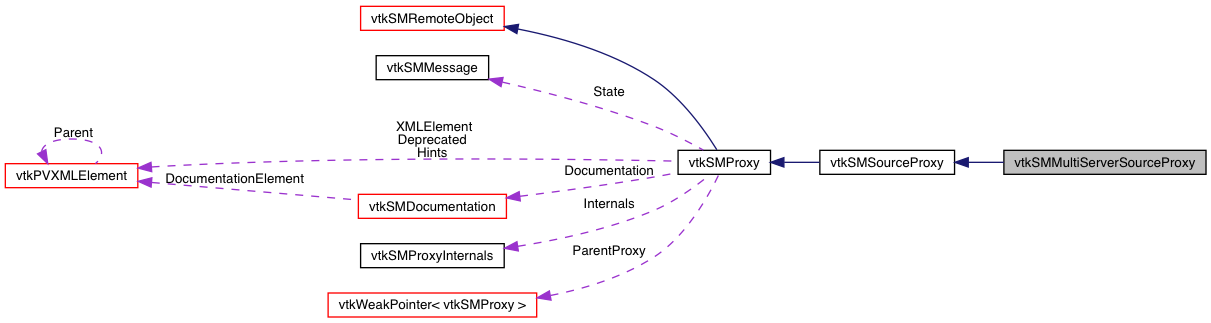 vtkSMRemoteObject
vtkSMMessage
State
Parent
XMLElement
Deprecated
Hints
vtkSMProxy
vtkSMSourceProxy
vtkSMMultiServerSourceProxy
vtkPVXMLElement
DocumentationElement
Documentation
vtkSMDocumentation
Internals
vtkSMProxyInternals
ParentProxy
vtkWeakPointer< vtkSMProxy >